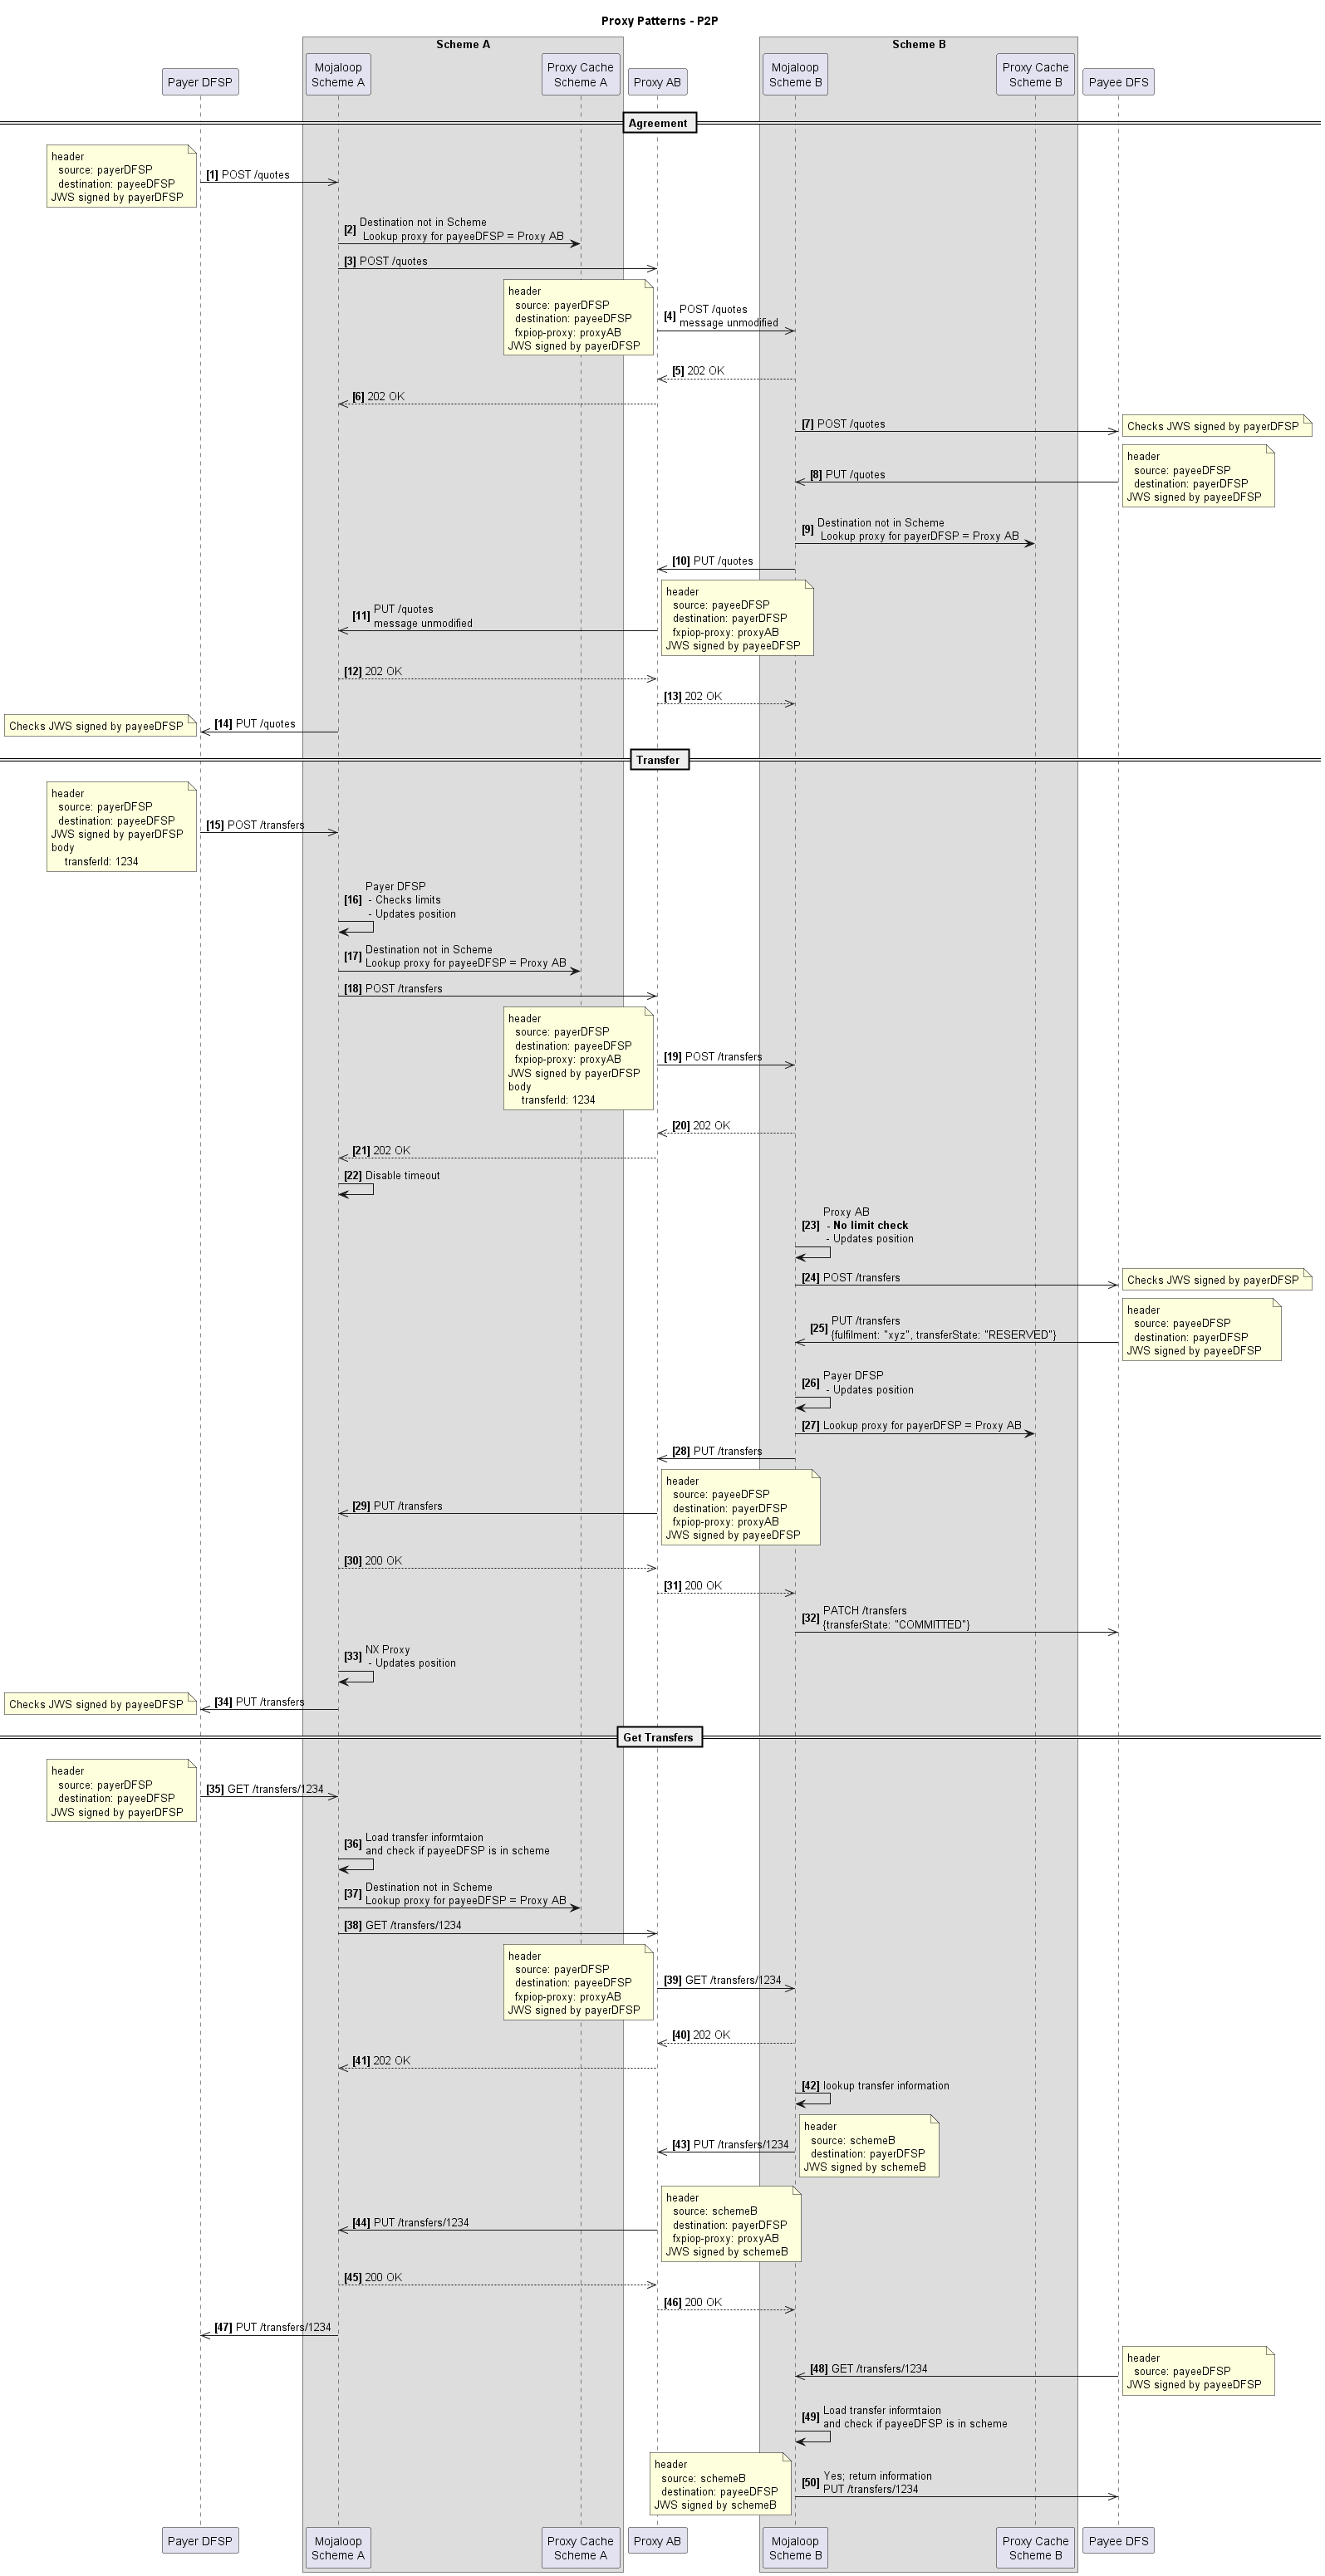 Proxy Patterns - P2P
Scheme A
Scheme B
Payer DFSP
Mojaloop
Scheme A
Proxy Cache
Scheme A
Proxy AB
Mojaloop
Scheme B
Proxy Cache
Scheme B
Payee DFS
Agreement
header
source: payerDFSP
destination: payeeDFSP
JWS signed by payerDFSP
[1] POST /quotes
[2] Destination not in Scheme
Lookup proxy for payeeDFSP = Proxy AB
[3] POST /quotes
header
source: payerDFSP
destination: payeeDFSP
fxpiop-proxy: proxyAB
JWS signed by payerDFSP
[4] POST /quotes
message unmodified
[5] 202 OK
[6] 202 OK
[7] POST /quotes
Checks JWS signed by payerDFSP
[8] PUT /quotes
header
source: payeeDFSP
destination: payerDFSP
JWS signed by payeeDFSP
[9] Destination not in Scheme
Lookup proxy for payerDFSP = Proxy AB
[10] PUT /quotes
[11] PUT /quotes
message unmodified
header
source: payeeDFSP
destination: payerDFSP
fxpiop-proxy: proxyAB
JWS signed by payeeDFSP
[12] 202 OK
[13] 202 OK
Checks JWS signed by payeeDFSP
[14] PUT /quotes
Transfer
header
source: payerDFSP
destination: payeeDFSP
JWS signed by payerDFSP
body
transferId: 1234
[15] POST /transfers
[16] Payer DFSP
- Checks limits
- Updates position
[17] Destination not in Scheme
Lookup proxy for payeeDFSP = Proxy AB
[18] POST /transfers
header
source: payerDFSP
destination: payeeDFSP
fxpiop-proxy: proxyAB
JWS signed by payerDFSP
body
transferId: 1234
[19] POST /transfers
[20] 202 OK
[21] 202 OK
[22] Disable timeout
[23] Proxy AB
- No limit check
- Updates position
[24] POST /transfers
Checks JWS signed by payerDFSP
[25] PUT /transfers
{fulfilment: "xyz", transferState: "RESERVED"}
header
source: payeeDFSP
destination: payerDFSP
JWS signed by payeeDFSP
[26] Payer DFSP
- Updates position
[27] Lookup proxy for payerDFSP = Proxy AB
[28] PUT /transfers
[29] PUT /transfers
header
source: payeeDFSP
destination: payerDFSP
fxpiop-proxy: proxyAB
JWS signed by payeeDFSP
[30] 200 OK
[31] 200 OK
[32] PATCH /transfers
{transferState: "COMMITTED"}
[33] NX Proxy
- Updates position
Checks JWS signed by payeeDFSP
[34] PUT /transfers
Get Transfers
header
source: payerDFSP
destination: payeeDFSP
JWS signed by payerDFSP
[35] GET /transfers/1234
[36] Load transfer informtaion
and check if payeeDFSP is in scheme
[37] Destination not in Scheme
Lookup proxy for payeeDFSP = Proxy AB
[38] GET /transfers/1234
header
source: payerDFSP
destination: payeeDFSP
fxpiop-proxy: proxyAB
JWS signed by payerDFSP
[39] GET /transfers/1234
[40] 202 OK
[41] 202 OK
[42] lookup transfer information
[43] PUT /transfers/1234
header
source: schemeB
destination: payerDFSP
JWS signed by schemeB
[44] PUT /transfers/1234
header
source: schemeB
destination: payerDFSP
fxpiop-proxy: proxyAB
JWS signed by schemeB
[45] 200 OK
[46] 200 OK
[47] PUT /transfers/1234
[48] GET /transfers/1234
header
source: payeeDFSP
JWS signed by payeeDFSP
[49] Load transfer informtaion
and check if payeeDFSP is in scheme
header
source: schemeB
destination: payeeDFSP
JWS signed by schemeB
[50] Yes; return information
PUT /transfers/1234
Payer DFSP
Mojaloop
Scheme A
Proxy Cache
Scheme A
Proxy AB
Mojaloop
Scheme B
Proxy Cache
Scheme B
Payee DFS